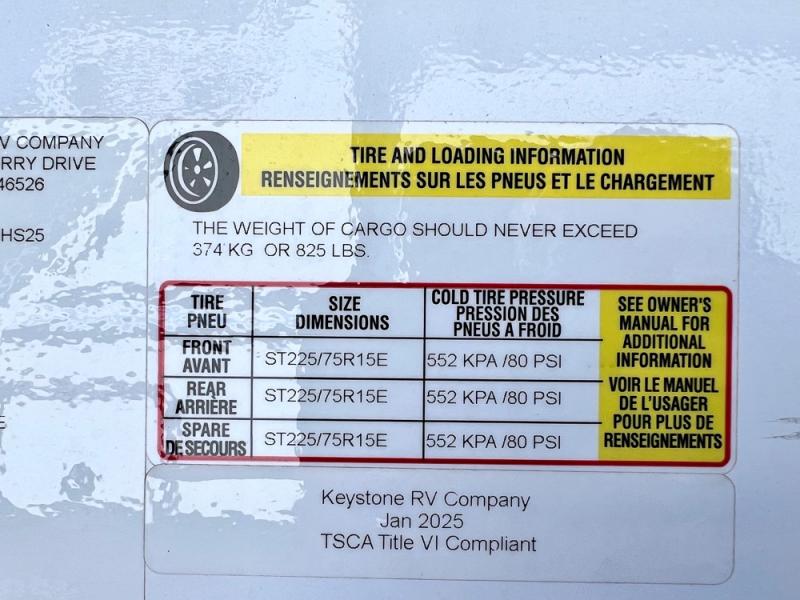 V COMPANY
RRY DRIVE
46526
HS25
TIRE AND LOADING INFORMATION
RENSEIGNEMENTS SUR LES PNEUS ET LE CHARGEMENT
THE WEIGHT OF CARGO SHOULD NEVER EXCEED
374 KG OR 825 LBS.
TIRE
PNEU
SIZE
DIMENSIONS
COLD TIRE PRESSURE
PRESSION DES
PNEUS A FROID
FRONT
AVANT
ST225/75R15E
552 KPA /80 PSI
REAR
ARRIÈRE
ST225/75R15E
552 KPA /80 PSI
SPARE
DE SECOURS
ST225/75R15E
552 KPA /80 PSI
SEE OWNER'S
MANUAL FOR
ADDITIONAL
INFORMATION
VOIR LE MANUEL
DE L'USAGER
POUR PLUS DE
RENSEIGNEMENTS
Keystone RV Company
Jan 2025
TSCA Title VI Compliant